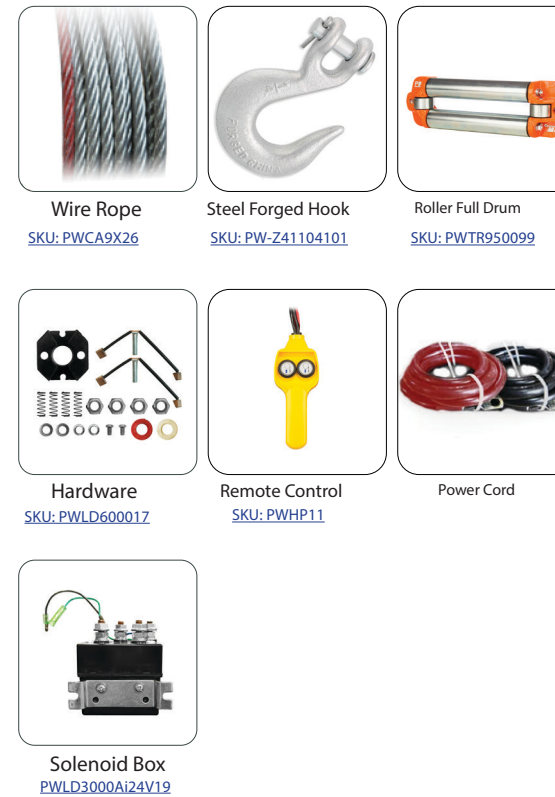 Wire Rope
SKU: PWCA9X26
Steel Forged Hook
SKU: PW-Z41104101
Roller Full Drum
SKU: PWTR950099
Hardware
SKU: PWLD600017
Remote Control
SKU: PWHP11
Power Cord
Solenoid Box
PWLD3000Ai24V19